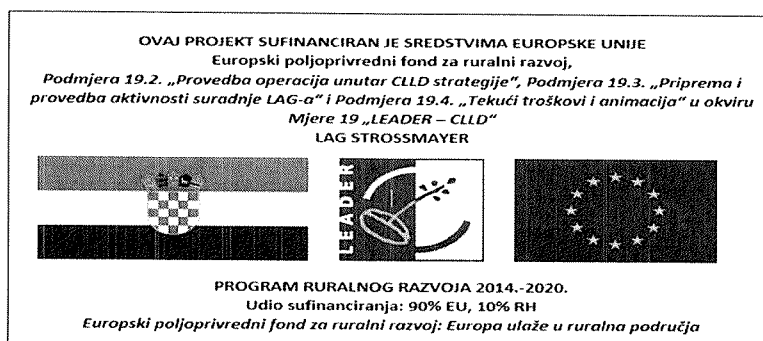 OVAJ PROJEKT SUFINANCIRAN JE SREDSTVIMA EUROPSKE UNIJE
Europski poljoprivredni fond za ruralni razvoj,
Podmjera 19.2. „Provedba operacija unutar CLLD strategije", Podmjera 19.3. „Priprema i
provedba aktivnosti suradnje LAG-a" i Podmjera 19.4. „Tekući troškovi i animacija" u okviru
Mjere 19 „LEADER – CLLD"
LAG STROSSMAYER
LEADER
PROGRAM RURALNOG RAZVOJA 2014.-2020.
Udio sufinanciranja: 90% EU, 10% RH
Europski poljoprivredni fond za ruralni razvoj: Europa ulaže u ruralna područja